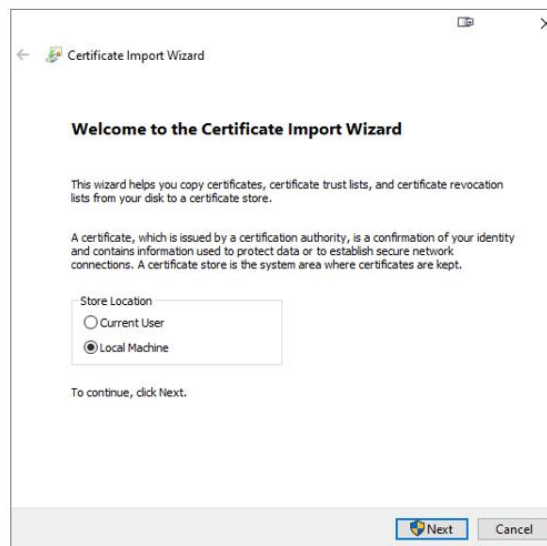 Certificate Import Wizard
Welcome to the Certificate Import Wizard
This wizard helps you copy certificates, certificate trust lists, and certificate revocation
lists from your disk to a certificate store.
A certificate, which is issued by a certification authority, is a confirmation of your identity
and contains information used to protect data or to establish secure network
connections. A certificate store is the system area where certificates are kept.
Store Location
Current User
Local Machine
To continue, click Next.
Next Cancel